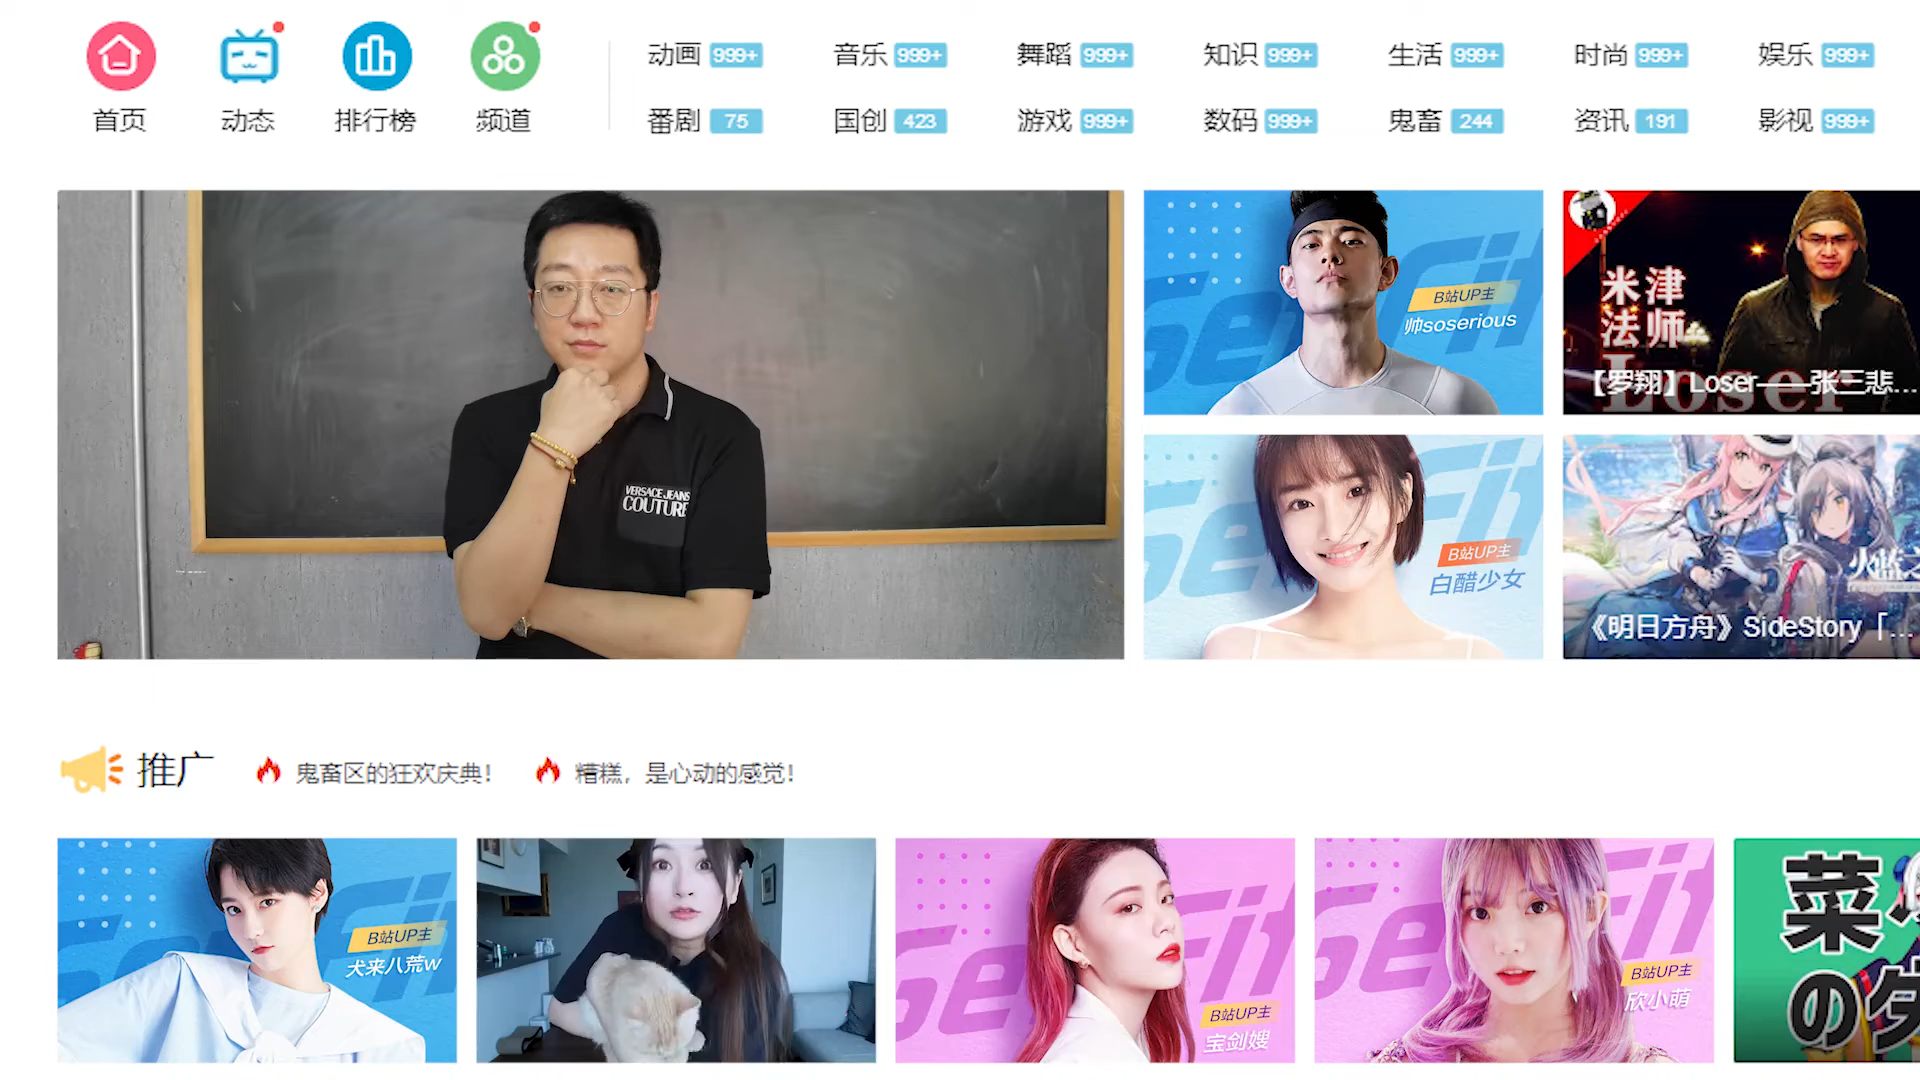 动画 999+
音乐 999+
舞蹈 999+
知识 999+
生活 999+
时尚 999+
娱乐 999+
首页
动态
排行榜
频道
番剧 75
国创 423
游戏 999+
数码 999+
鬼畜 244
资讯 191
影视 999+
VERSACE JEANS
COUTURE
B站UP主
帅soserious
米津
法师
Loser
【罗翔】Loser——张三悲...
B站UP主
白醋少女
火蓝之
《明日方舟》SideStory「...
推广
鬼畜区的狂欢庆典！
糟糕，是心动的感觉！
B站UP主
犬来八荒w
B站UP主
宝剑嫂
B站UP主
欣小萌
菜
のダ